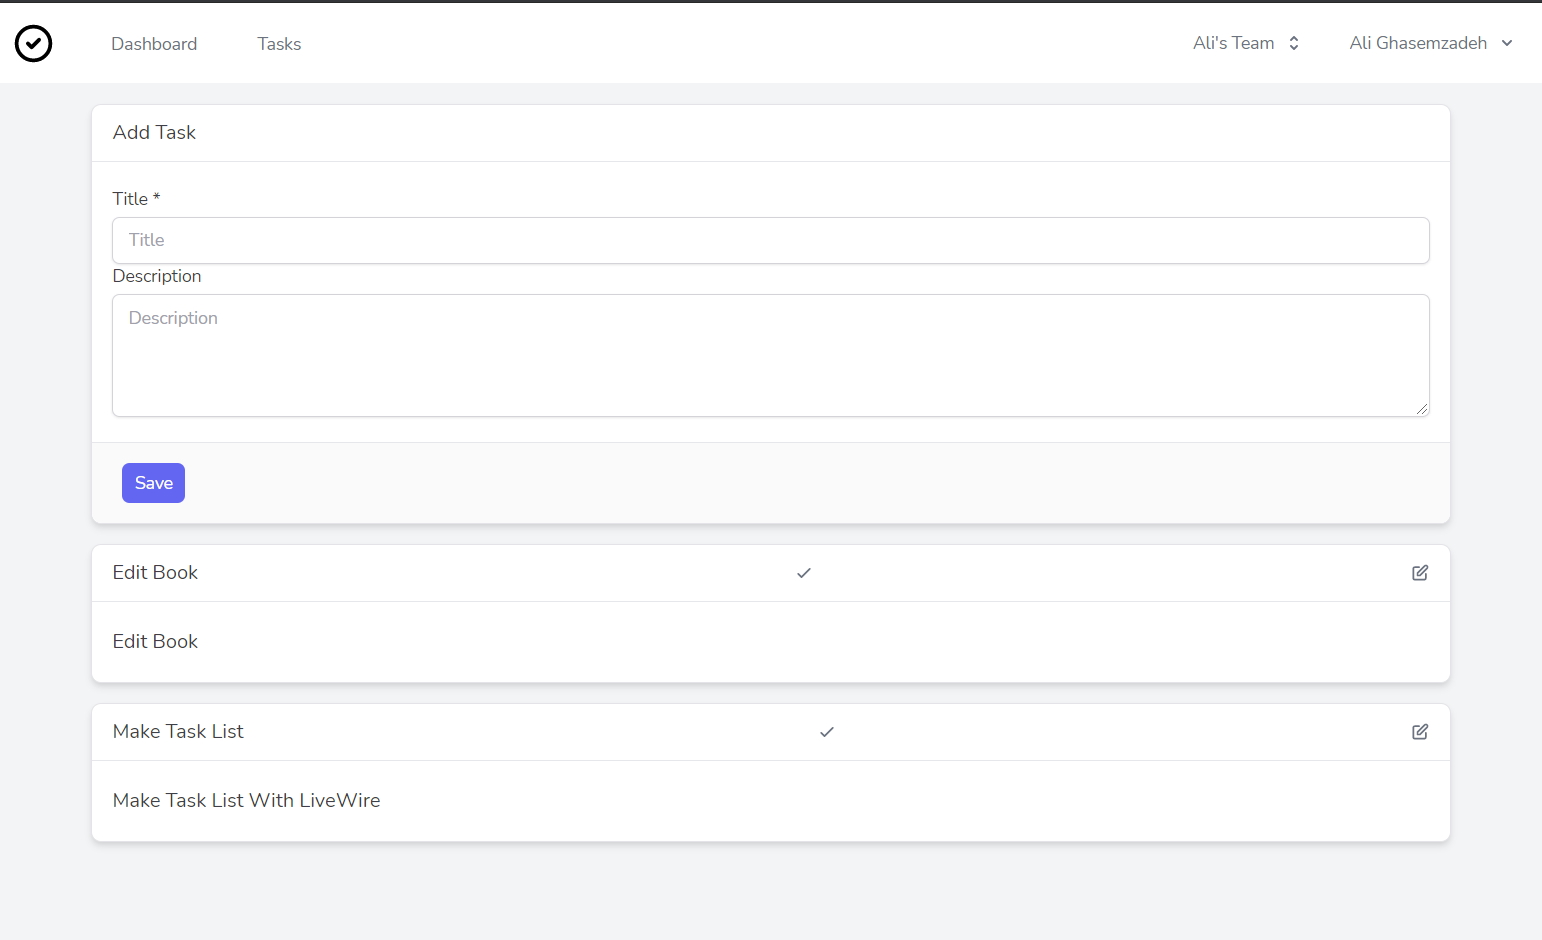 Dashboard Tasks Ali's Team Ali Ghasemzadeh
Add Task
Title *
Title
Description
Description
Save
Edit Book
Edit Book
Make Task List
Make Task List With LiveWire